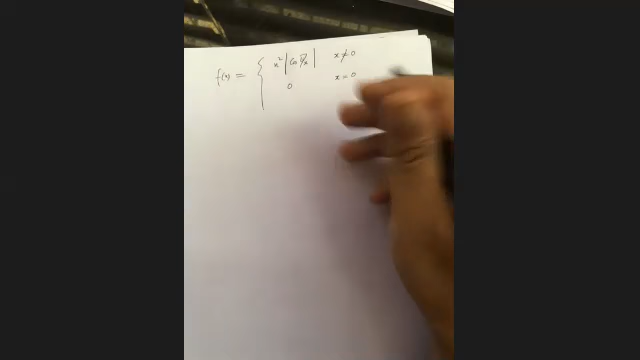 f(x) = { x² |cos π/x| x ≠ 0
0 x = 0